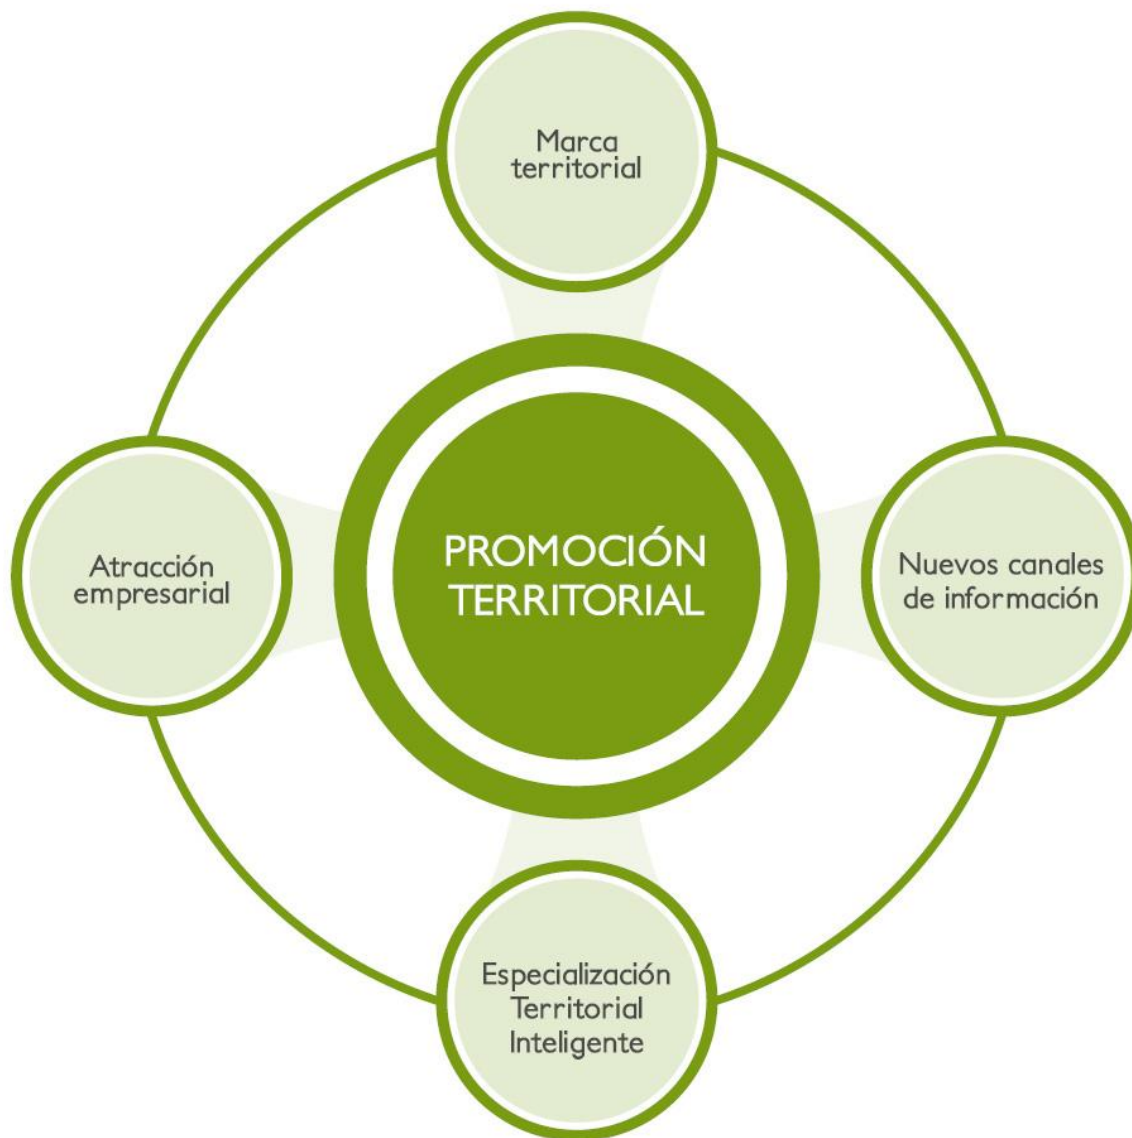 Marca
territorial
Atracción
empresarial
PROMOCIÓN
TERRITORIAL
Nuevos canales
de información
Especialización
Territorial
Inteligente